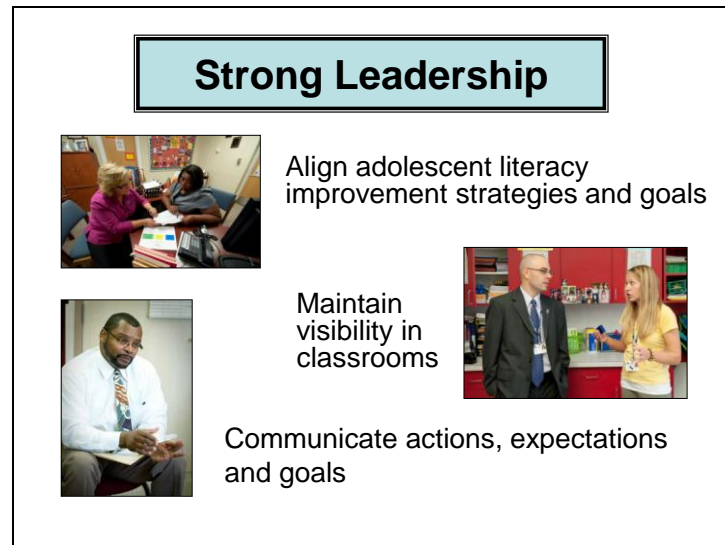 Strong Leadership
Align adolescent literacy
improvement strategies and goals
Maintain
visibility in
classrooms
Communicate actions, expectations
and goals